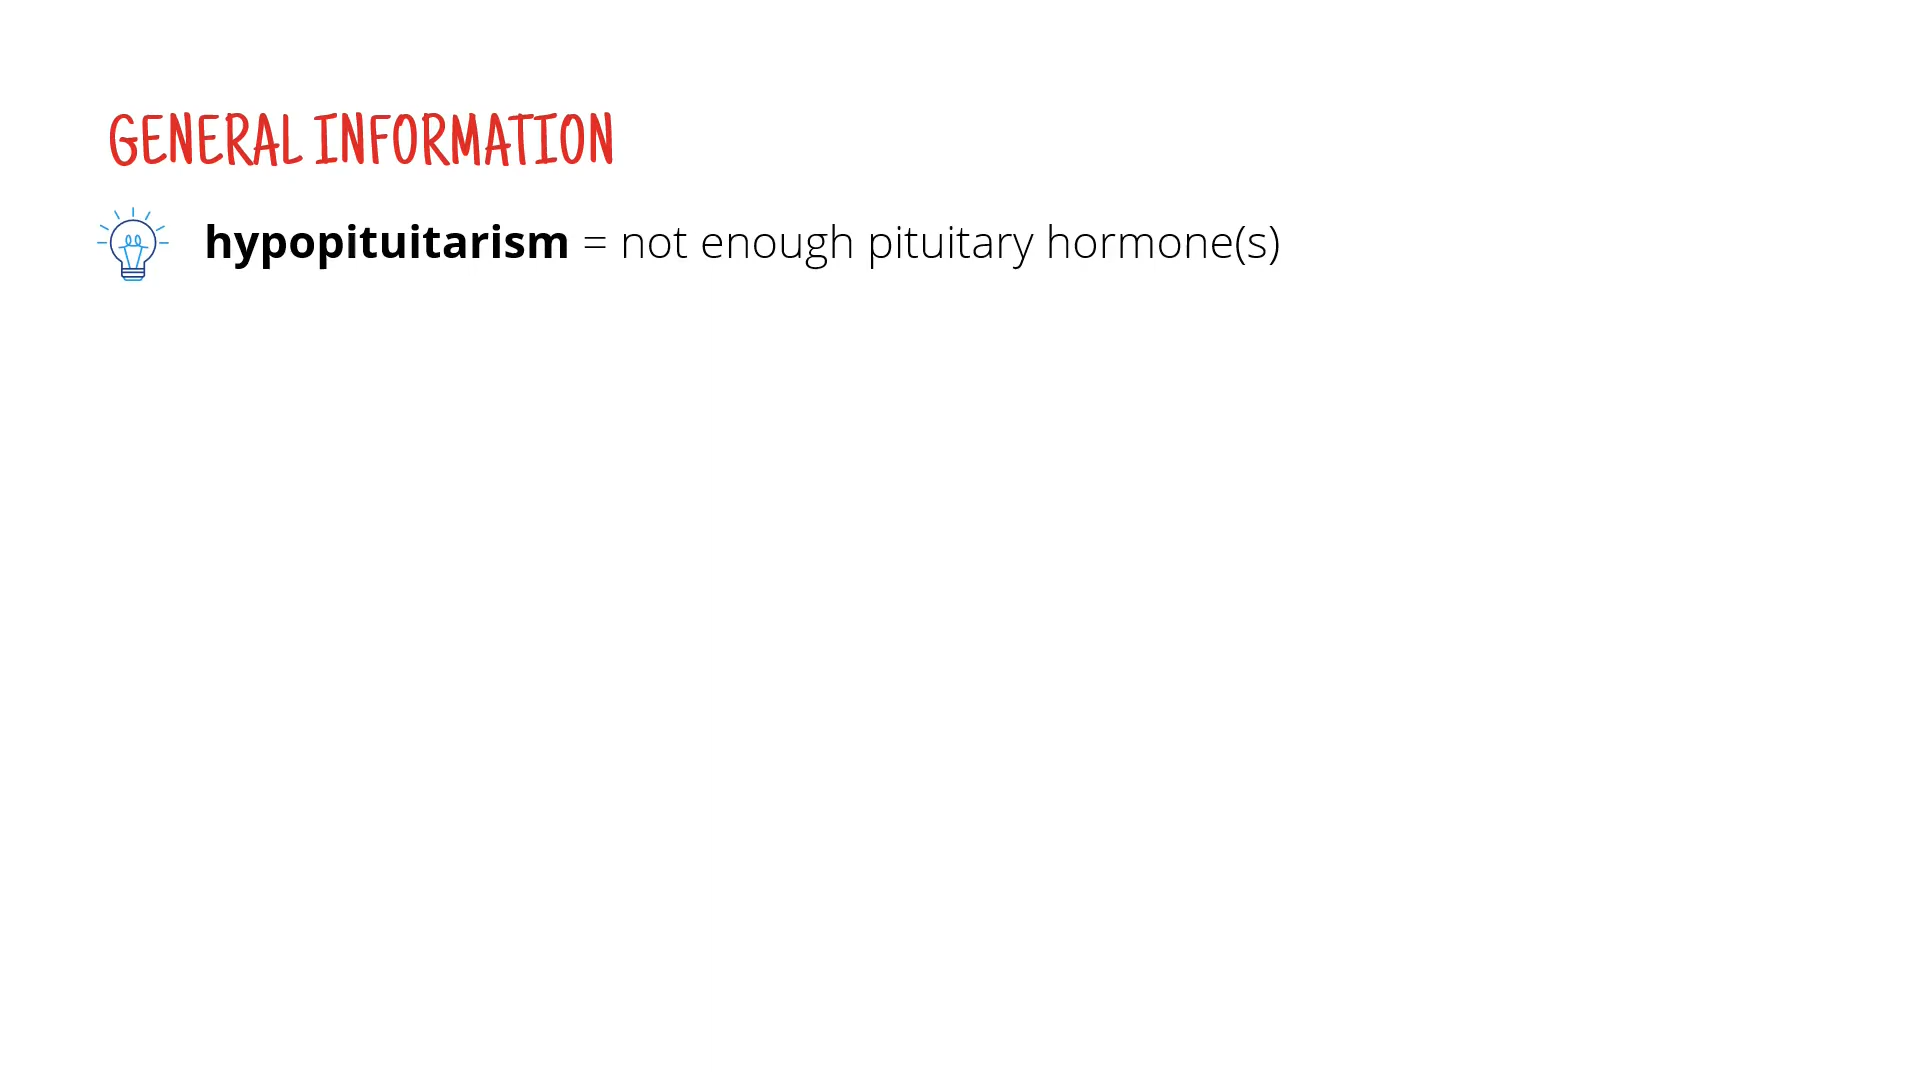 GENERAL INFORMATION
hypopituitarism = not enough pituitary hormone(s)